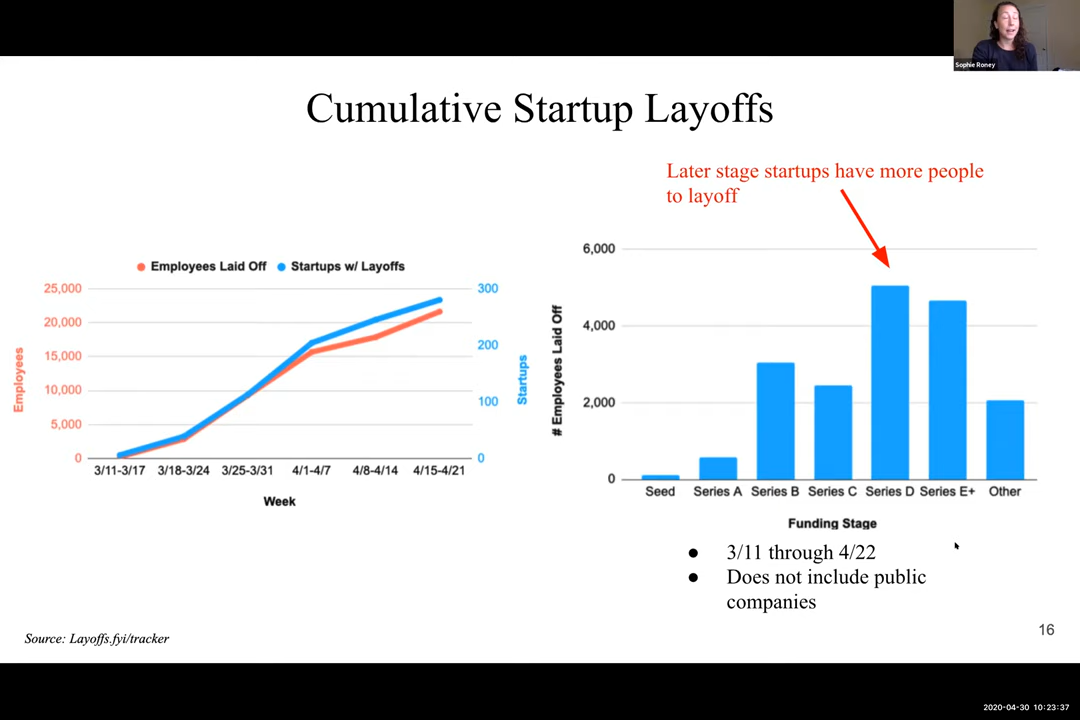 Sophie Roney
Cumulative Startup Layoffs
Later stage startups have more people
to layoff
Employees Laid Off
Startups w/ Layoffs
25,000
20,000
15,000
10,000
5,000
0
Employees
300
200
100
0
Startups
3/11-3/17
3/18-3/24
3/25-3/31
4/1-4/7
4/8-4/14
4/15-4/21
Week
6,000
4,000
2,000
0
# Employees Laid Off
Seed
Series A
Series B
Series C
Series D
Series E+
Other
Funding Stage
● 3/11 through 4/22
● Does not include public
companies
Source: Layoffs.fyi/tracker
16
2020-04-30 10:23:37